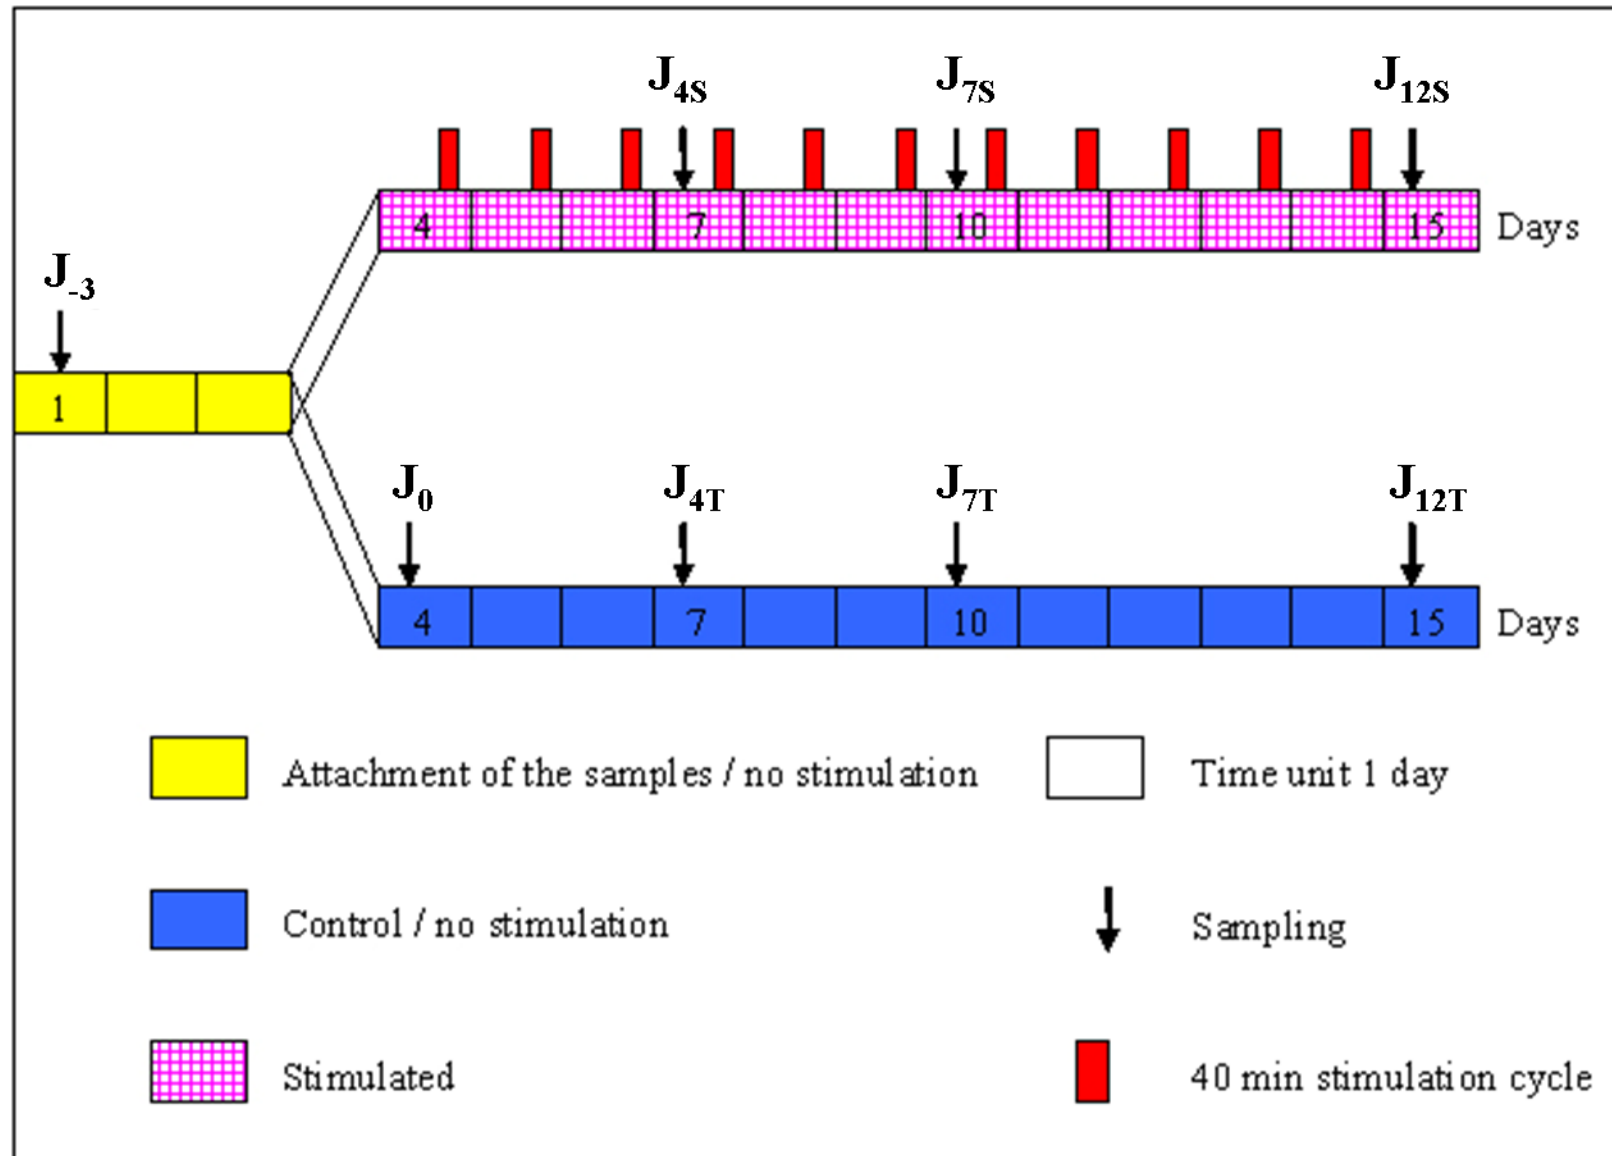 J4S J7S J12S
4 7 10 15 Days
J-3
1
J0 J4T J7T J12T
4 7 10 15 Days
Attachment of the samples / no stimulation
Time unit 1 day
Control / no stimulation
Sampling
Stimulated
40 min stimulation cycle